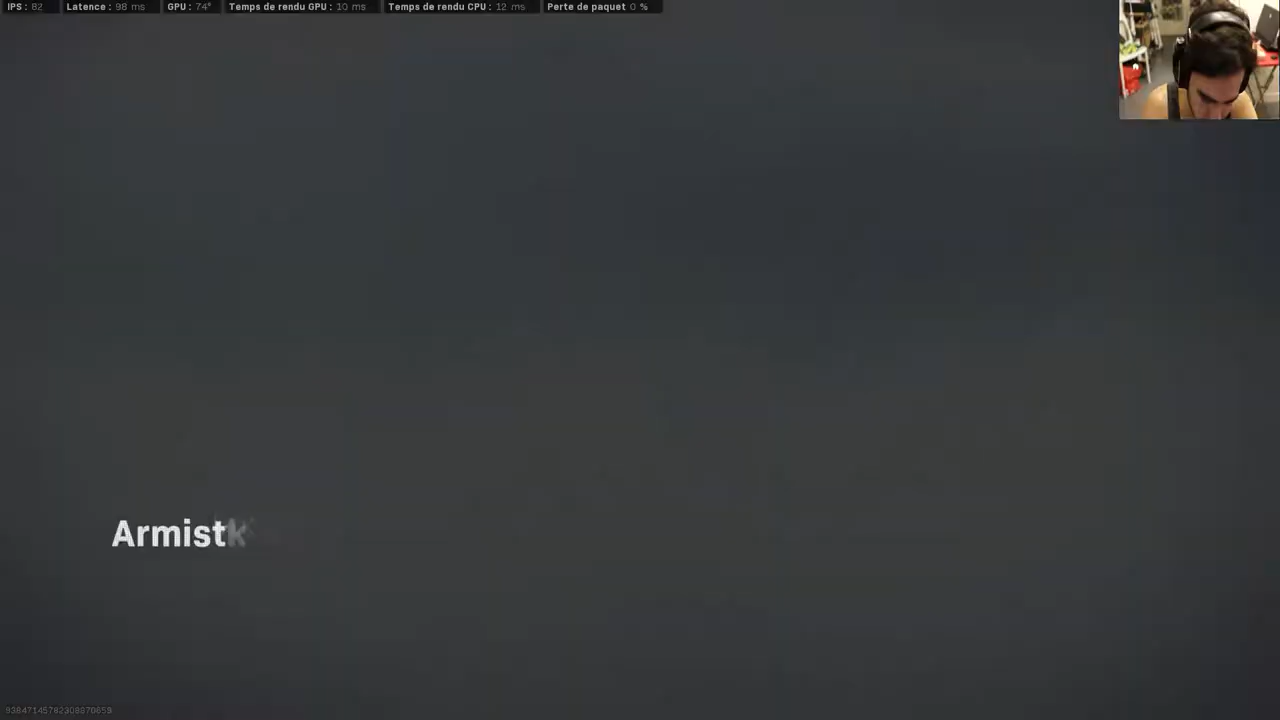 IPS : 82 Latence : 98 ms GPU : 74° Temps de rendu GPU : 10 ms Temps de rendu CPU : 12 ms Perte de paquet 0 %
Armistk